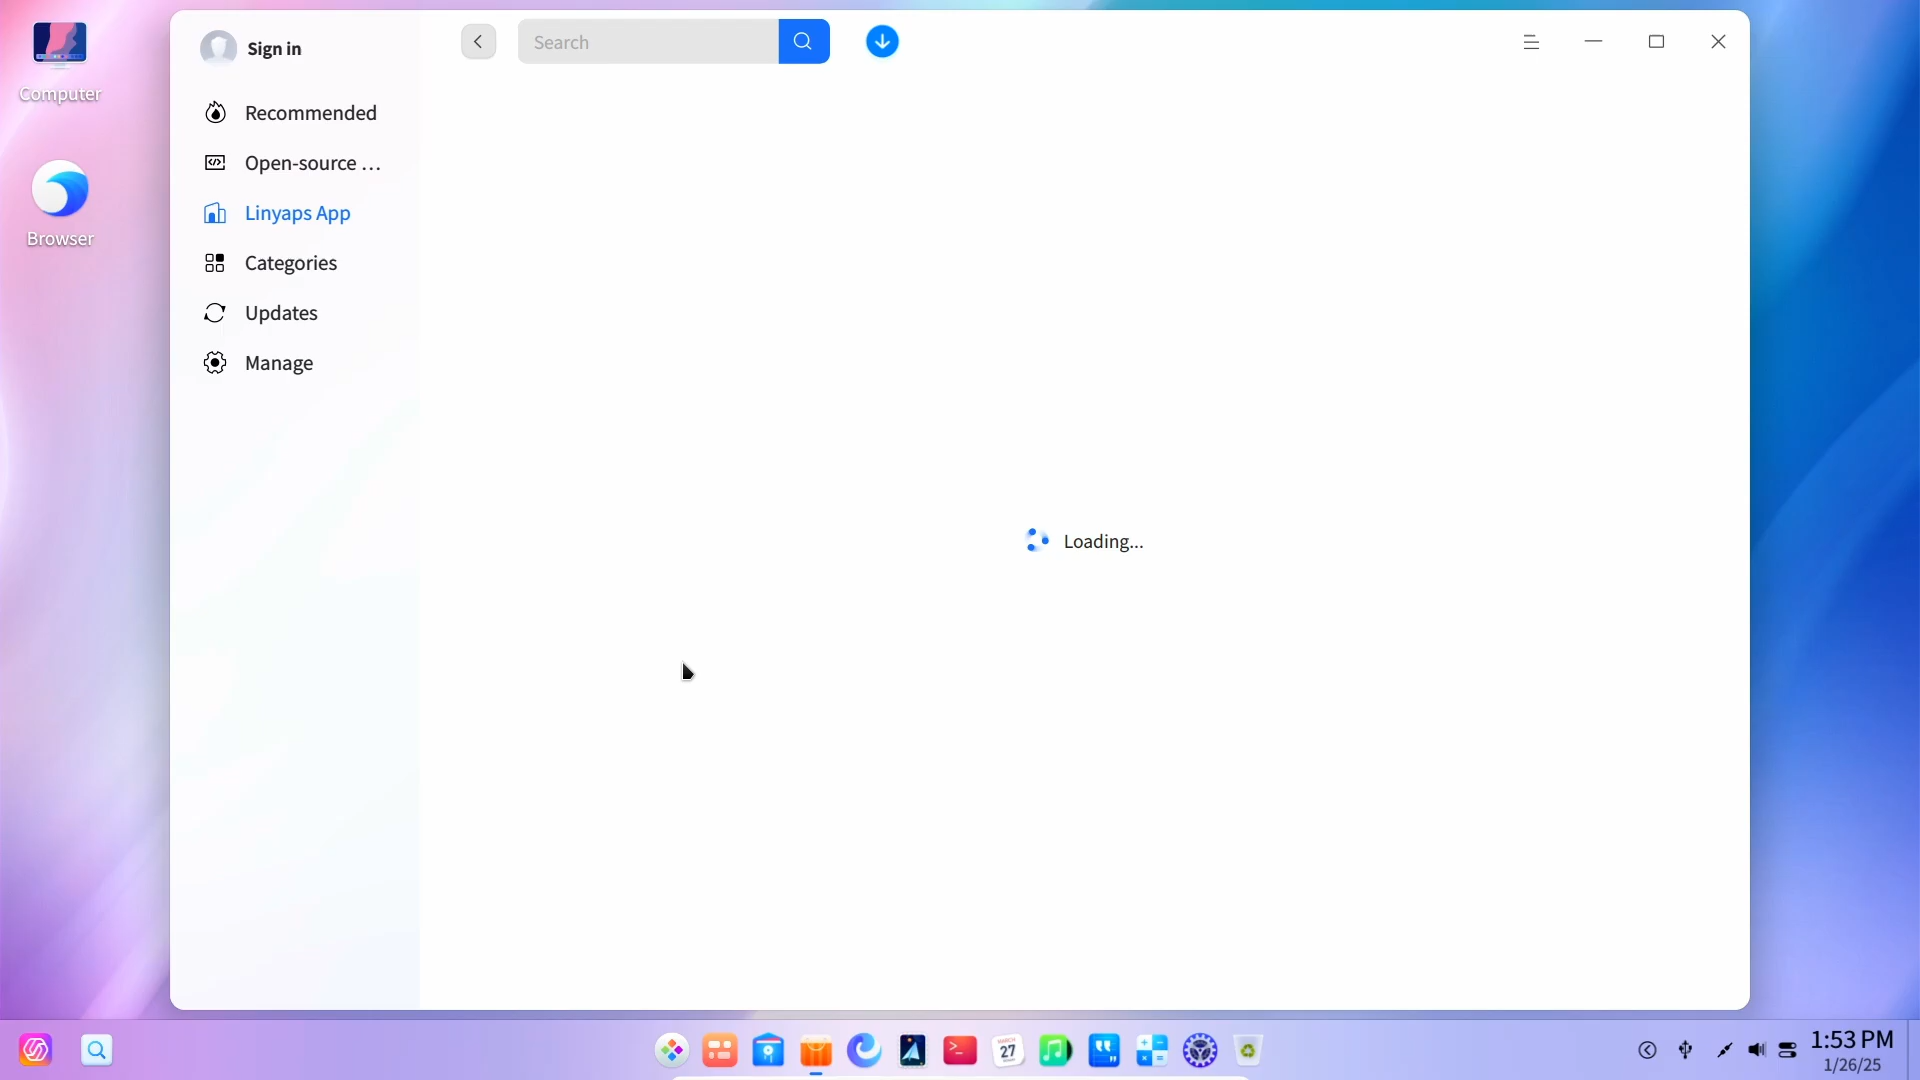 Computer
Browser
Sign in
Recommended
Open-source ...
Linyaps App
Categories
Updates
Manage
Search
Loading...
27
1:53 PM
1/26/25